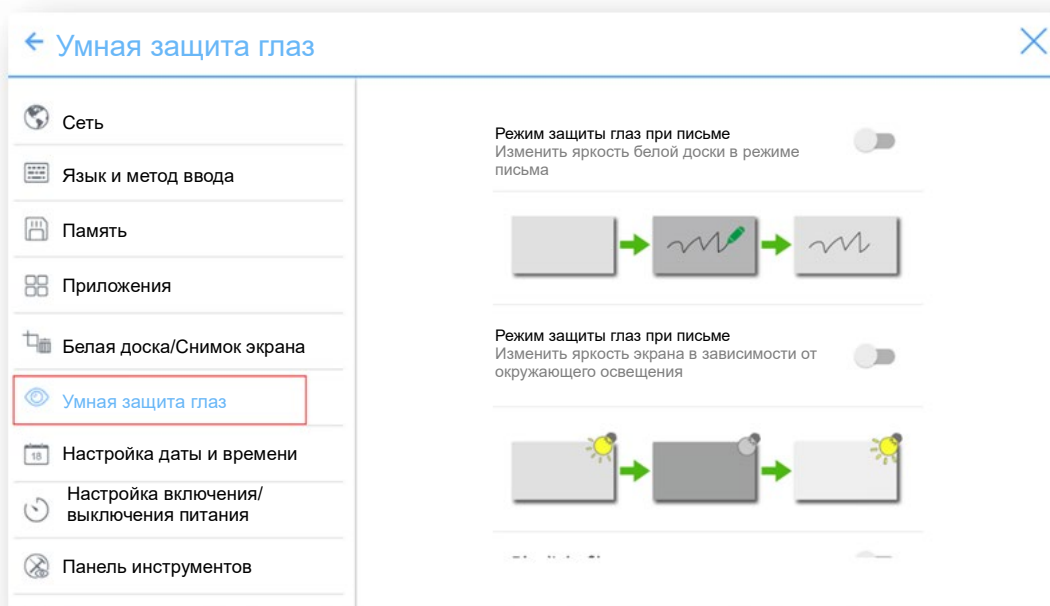 Умная защита глаз
Сеть
Язык и метод ввода
Память
Приложения
Белая доска/Снимок экрана
Умная защита глаз
18
Настройка даты и времени
Настройка включения/
выключения питания
Панель инструментов
Режим защиты глаз при письме
Изменить яркость белой доски в режиме
письма
Режим защиты глаз при письме
Изменить яркость экрана в зависимости от
окружающего освещения